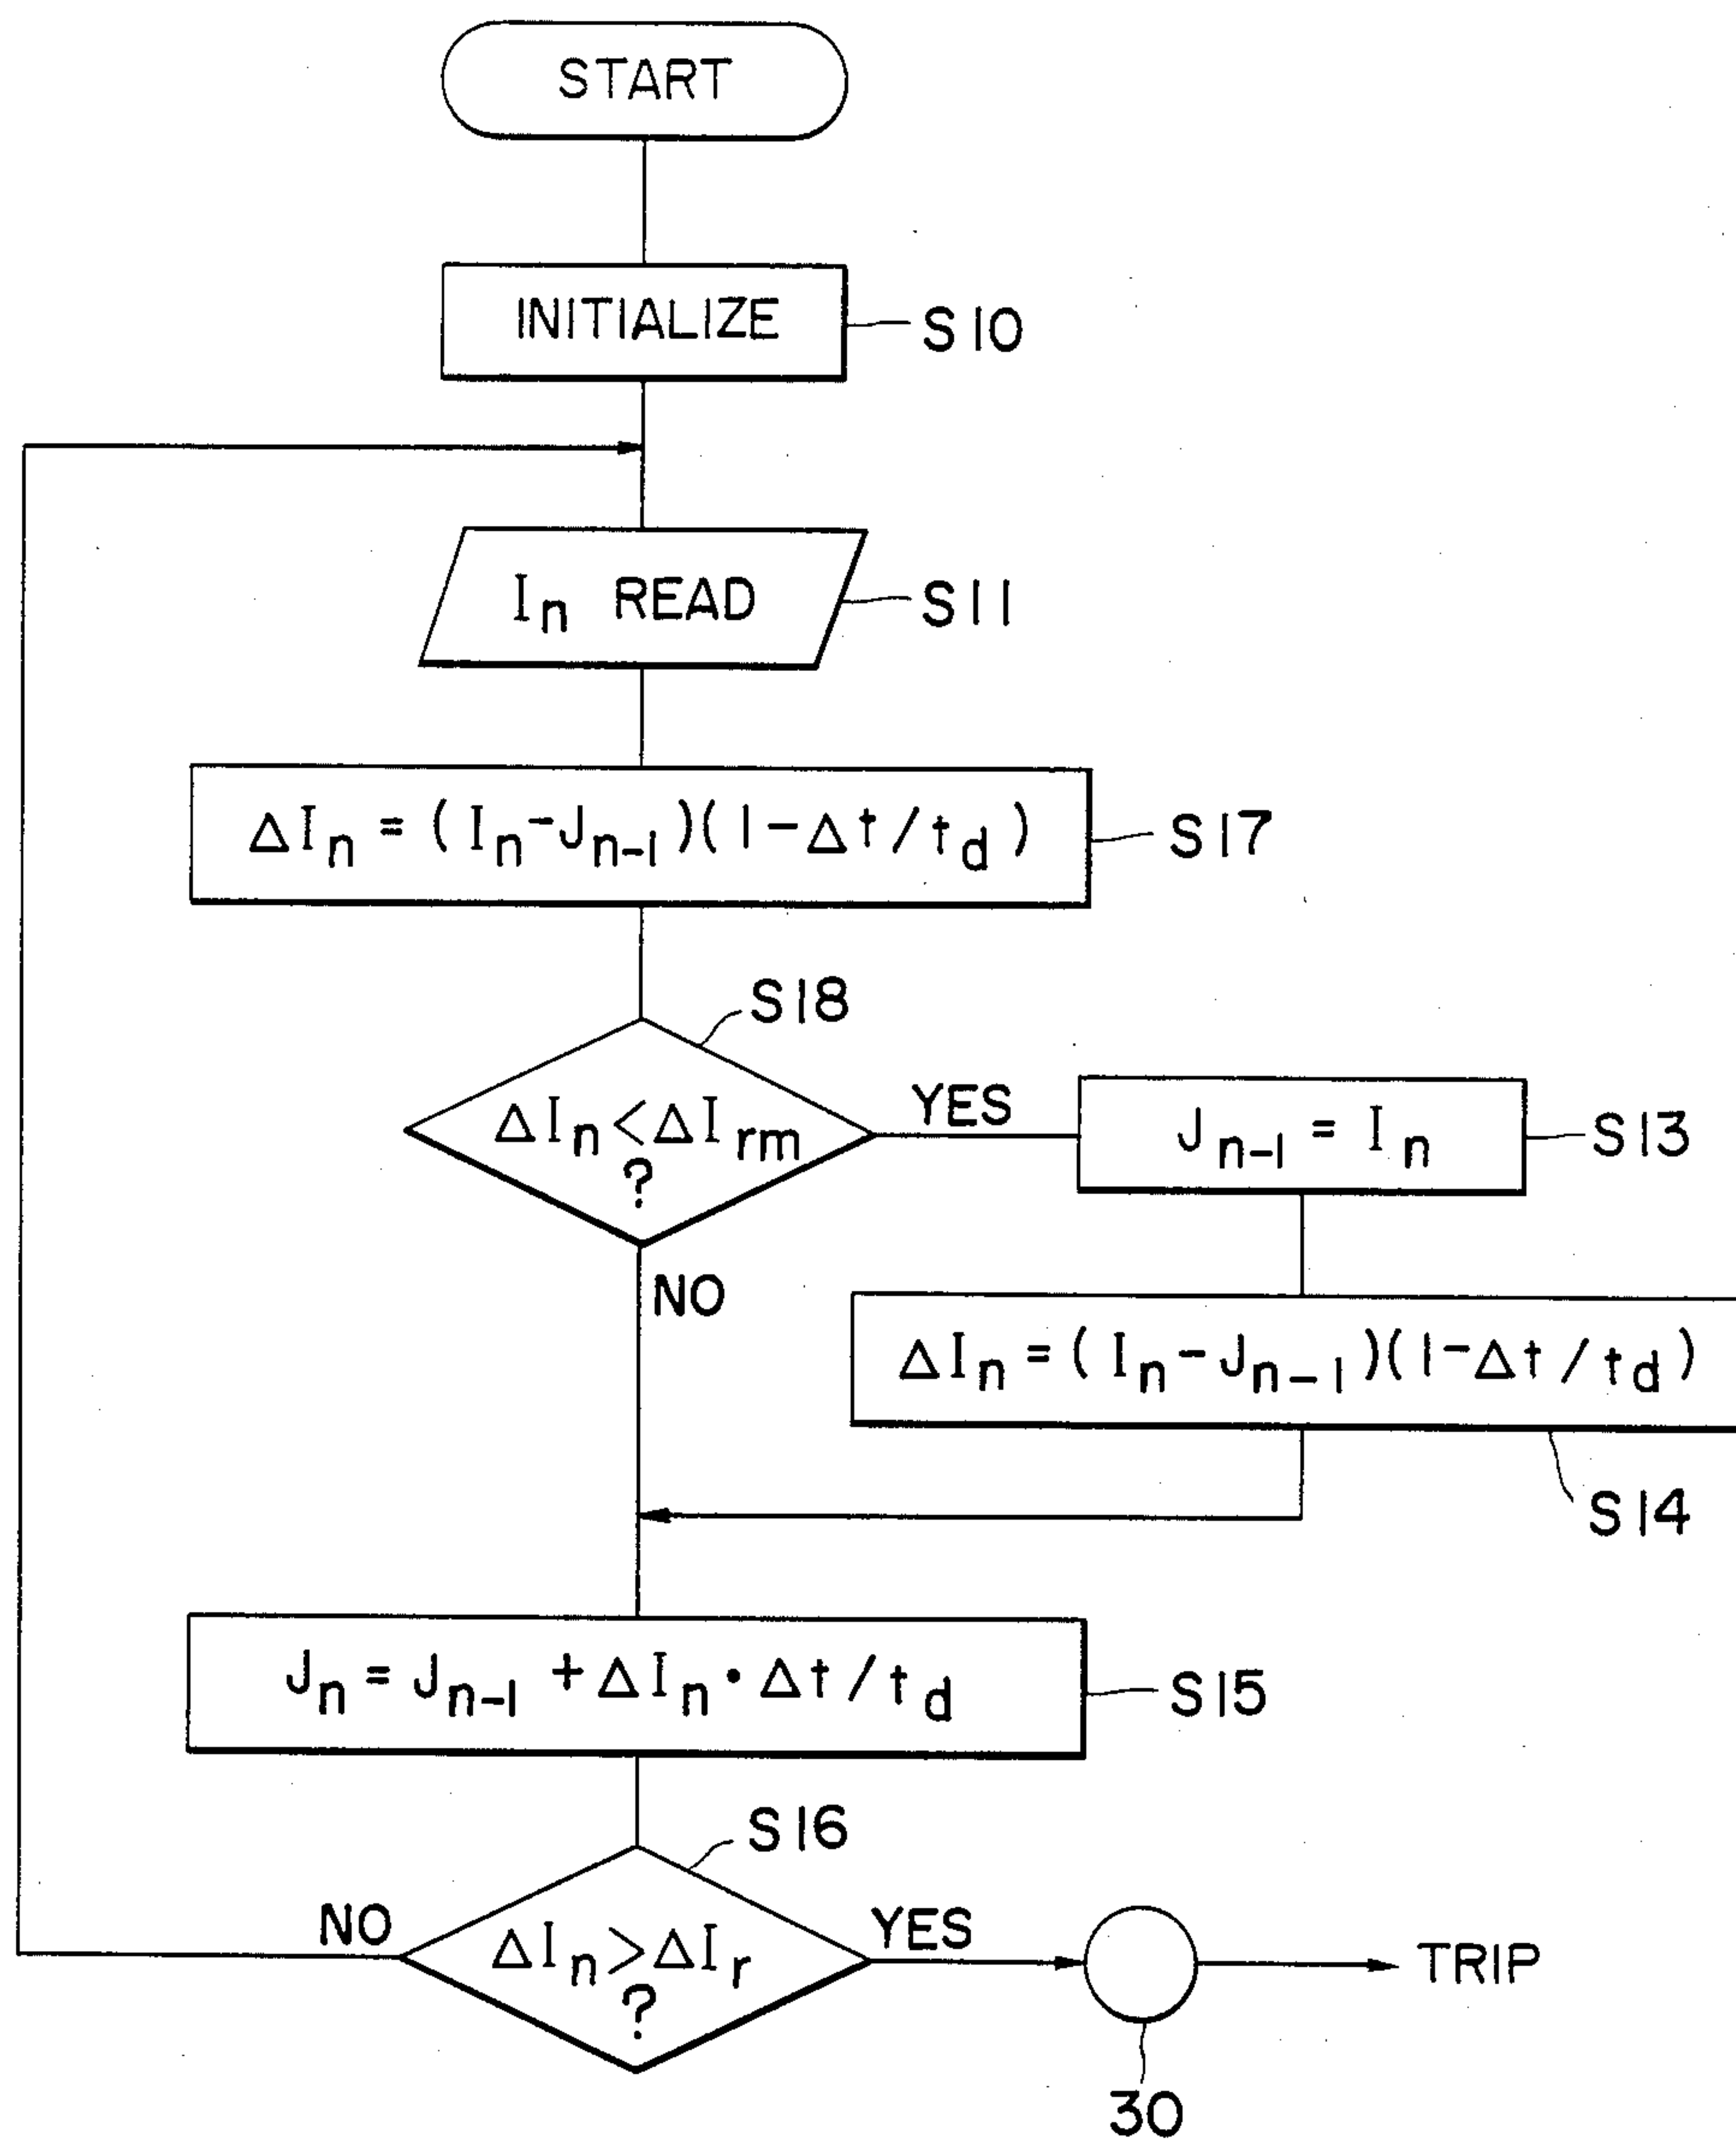 START
INITIALIZE
S10
In READ
S11
ΔIn = (In-Jn-1)(1-Δt/td)
S17
S18
ΔIn<ΔIrm
?
YES
Jn-1 = In
S13
NO
ΔIn = (In-Jn-1)(1-Δt/td)
S14
Jn = Jn-1 +ΔIn•Δt/td
S15
S16
NO
ΔIn>ΔIr
?
YES
TRIP
30